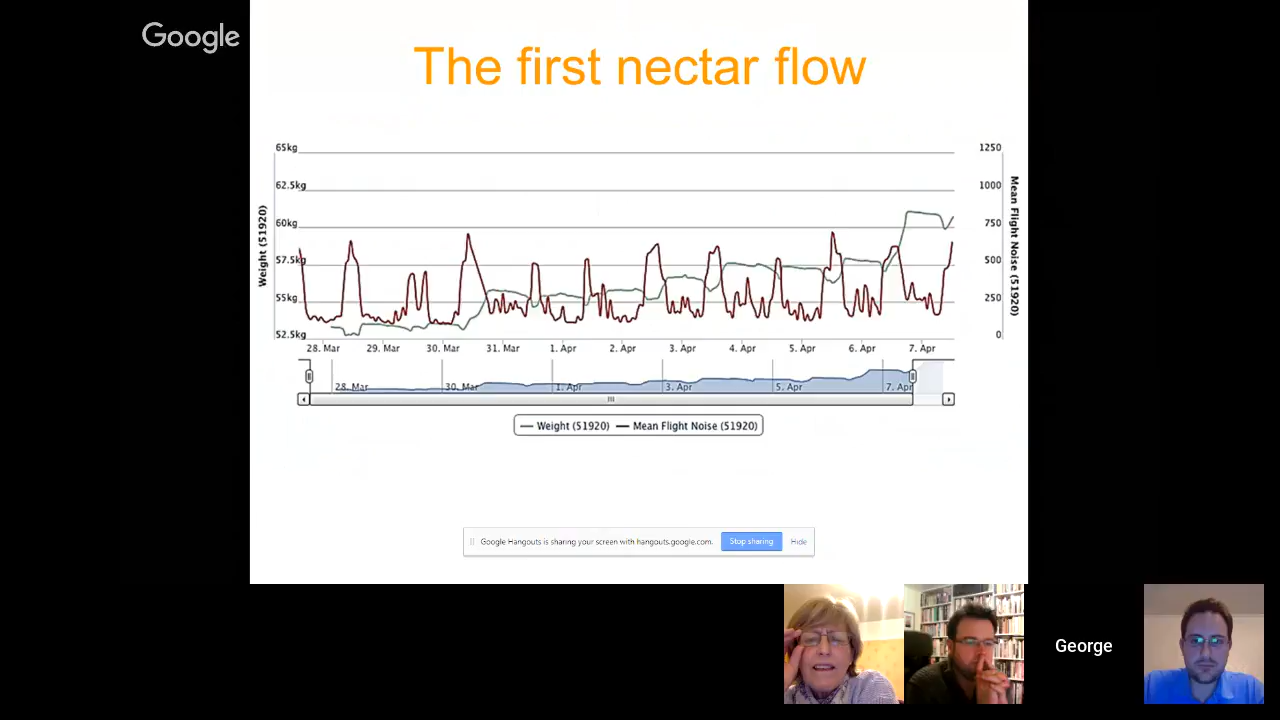 Google
The first nectar flow
65kg
62.5kg
60kg
57.5kg
55kg
52.5kg
Weight (51920)
1250
1000
750
500
250
0
Mean Flight Noise (51920)
28. Mar 29. Mar 30. Mar 31. Mar 1. Apr 2. Apr 3. Apr 4. Apr 5. Apr 6. Apr 7. Apr
28. Mar 30. Mar 1. Apr 3. Apr 5. Apr 7. Apr
Weight (51920) Mean Flight Noise (51920)
Google Hangouts is sharing your screen with hangouts.google.com. Stop sharing Hide
George